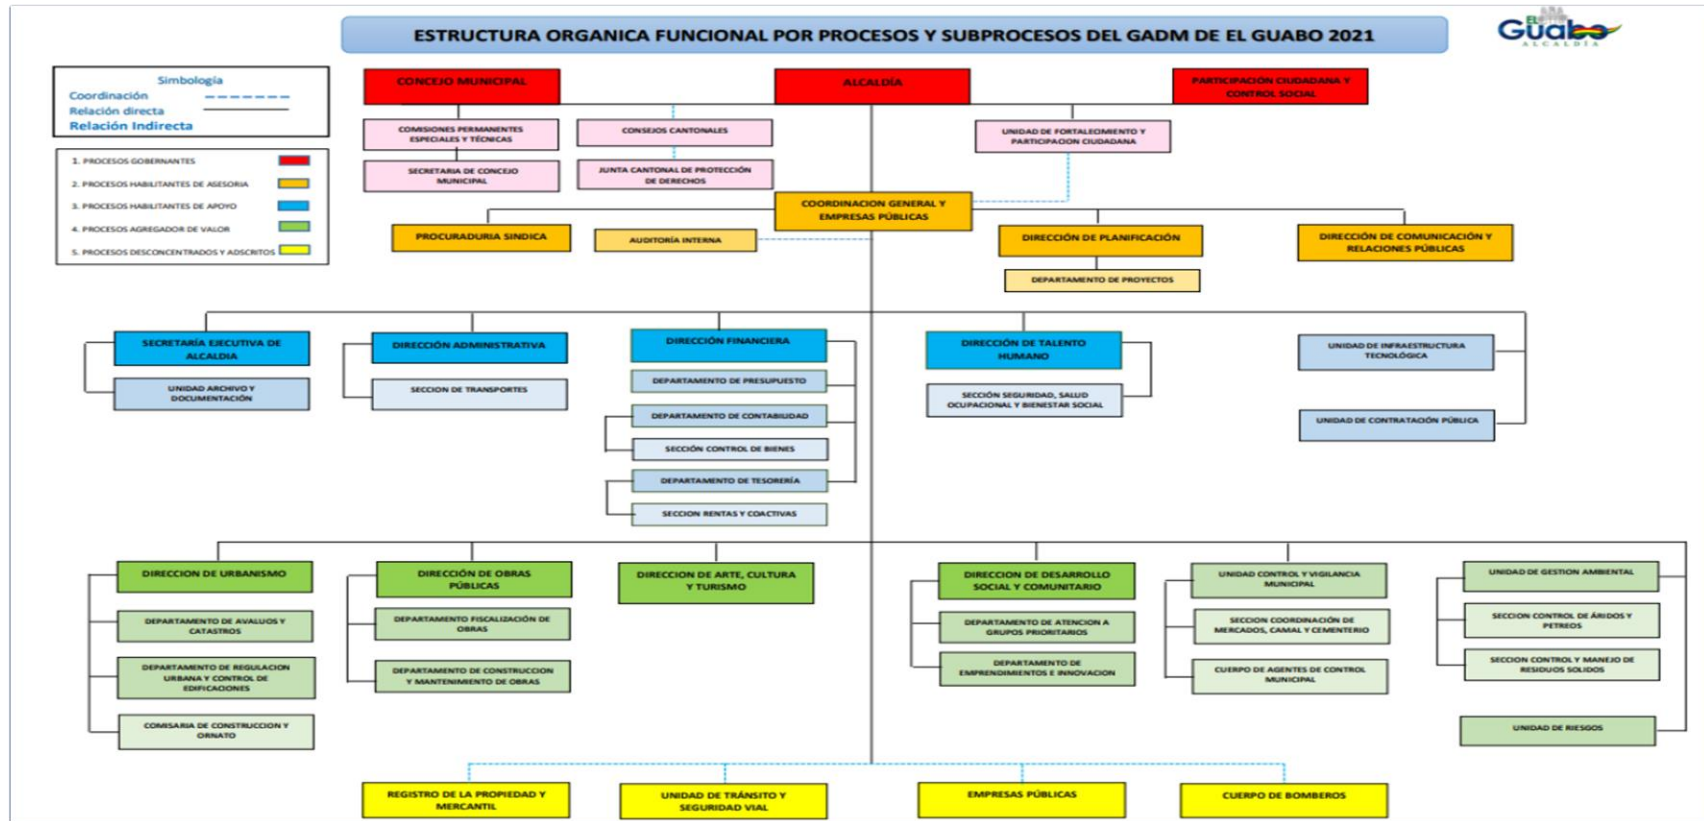 ESTRUCTURA ORGANICA FUNCIONAL POR PROCESOS Y SUBPROCESOS DEL GADM DE EL GUABO 2021
EL
Guabo
ALCALDÍA
Simbología
Coordinación
Relación directa
Relación Indirecta
1. PROCESOS GOBERNANTES
2. PROCESOS HABILITANTES DE ASESORIA
3. PROCESOS HABILITANTES DE APOYO
4. PROCESOS AGREGADOR DE VALOR
5. PROCESOS DESCONCENTRADOS Y ADSCRITOS
CONCEJO MUNICIPAL
ALCALDÍA
PARTICIPACIÓN CIUDADANA Y
CONTROL SOCIAL
COMISIONES PERMANENTES
ESPECIALES Y TÉCNICAS
CONSEJOS CANTONALES
UNIDAD DE FORTALECIMIENTO Y
PARTICIPACION CIUDADANA
SECRETARIA DE CONCEJO
MUNICIPAL
JUNTA CANTONAL DE PROTECCIÓN
DE DERECHOS
COORDINACION GENERAL Y
EMPRESAS PÚBLICAS
PROCURADURIA SINDICA
AUDITORÍA INTERNA
DIRECCIÓN DE PLANIFICACIÓN
DIRECCIÓN DE COMUNICACIÓN Y
RELACIONES PÚBLICAS
DEPARTAMENTO DE PROYECTOS
SECRETARÍA EJECUTIVA DE
ALCALDIA
UNIDAD ARCHIVO Y
DOCUMENTACIÓN
DIRECCIÓN ADMINISTRATIVA
SECCION DE TRANSPORTES
DIRECCIÓN FINANCIERA
DEPARTAMENTO DE PRESUPUESTO
DEPARTAMENTO DE CONTABILIDAD
SECCIÓN CONTROL DE BIENES
DEPARTAMENTO DE TESORERÍA
SECCION RENTAS Y COACTIVAS
DIRECCIÓN DE TALENTO
HUMANO
SECCIÓN SEGURIDAD, SALUD
OCUPACIONAL Y BIENESTAR SOCIAL
UNIDAD DE INFRAESTRUCTURA
TECNOLÓGICA
UNIDAD DE CONTRATACIÓN PÚBLICA
DIRECCION DE URBANISMO
DEPARTAMENTO DE AVALUOS Y
CATASTROS
DEPARTAMENTO DE REGULACION
URBANA Y CONTROL DE
EDIFICACIONES
COMISARIA DE CONSTRUCCION Y
ORNATO
DIRECCIÓN DE OBRAS
PÚBLICAS
DEPARTAMENTO FISCALIZACIÓN DE
OBRAS
DEPARTAMENTO DE CONSTRUCCION
Y MANTENIMIENTO DE OBRAS
DIRECCION DE ARTE, CULTURA
Y TURISMO
DIRECCION DE DESARROLLO
SOCIAL Y COMUNITARIO
DEPARTAMENTO DE ATENCION A
GRUPOS PRIORITARIOS
DEPARTAMENTO DE
EMPRENDIMIENTOS E INNOVACION
UNIDAD CONTROL Y VIGILANCIA
MUNICIPAL
SECCION COORDINACIÓN DE
MERCADOS, CAMAL Y CEMENTERIO
CUERPO DE AGENTES DE CONTROL
MUNICIPAL
UNIDAD DE GESTION AMBIENTAL
SECCION CONTROL DE ÁRIDOS Y
PETREOS
SECCION CONTROL Y MANEJO DE
RESIDUOS SOLIDOS
UNIDAD DE RIESGOS
REGISTRO DE LA PROPIEDAD Y
MERCANTIL
UNIDAD DE TRÁNSITO Y
SEGURIDAD VIAL
EMPRESAS PÚBLICAS
CUERPO DE BOMBEROS